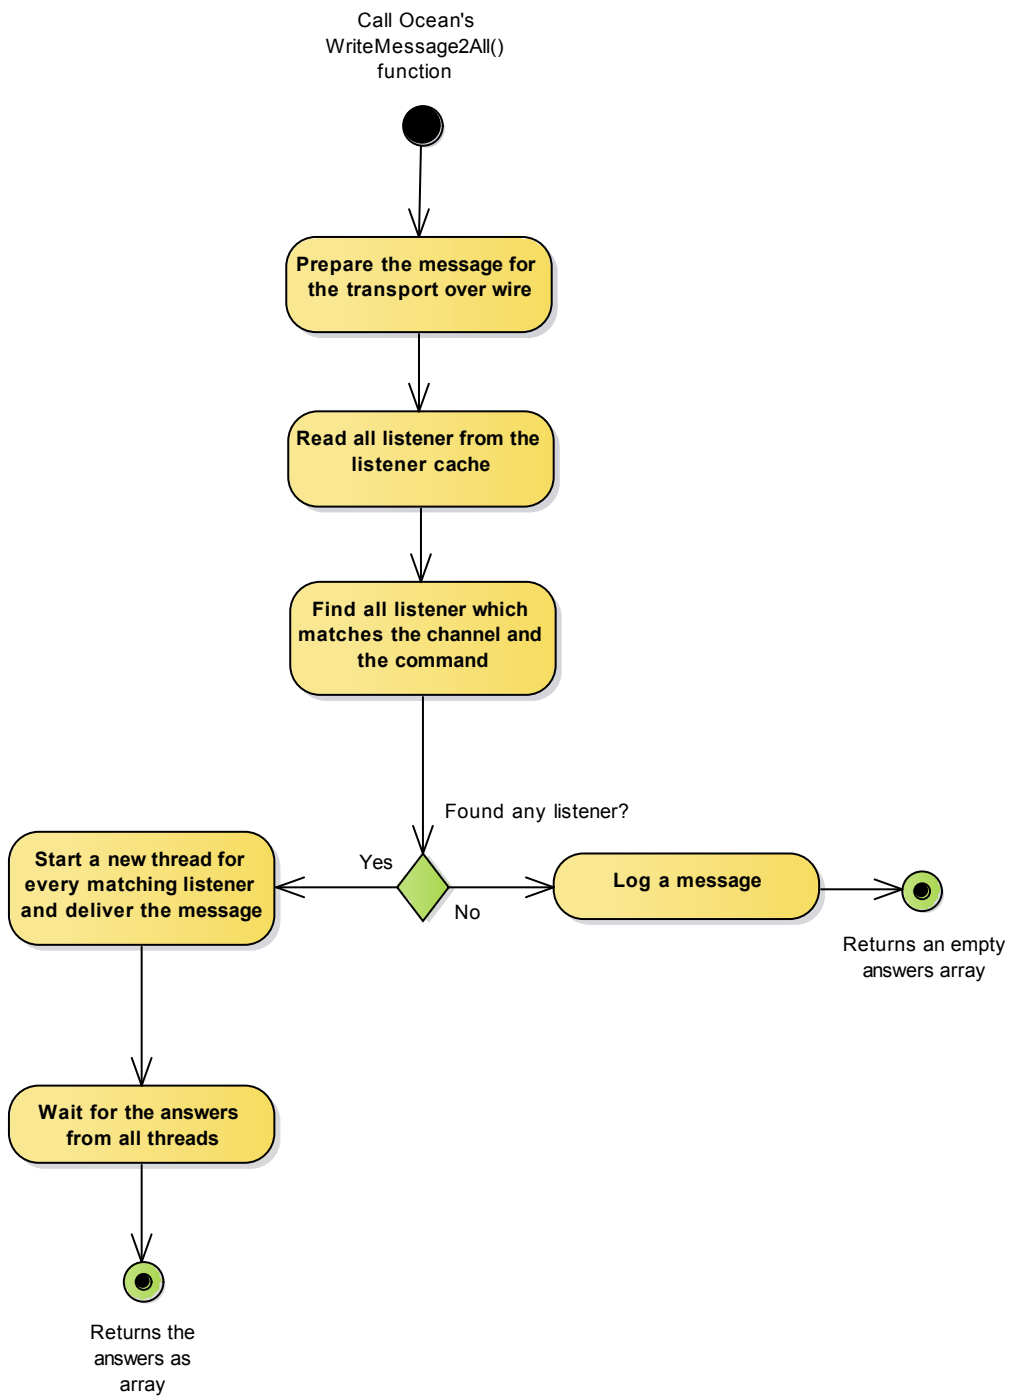 Call Ocean's
WriteMessage2All()
function
Prepare the message for
the transport over wire
Read all listener from the
listener cache
Find all listener which
matches the channel and
the command
Found any listener?
Yes
No
Start a new thread for
every matching listener
and deliver the message
Log a message
Returns an empty
answers array
Wait for the answers
from all threads
Returns the
answers as
array